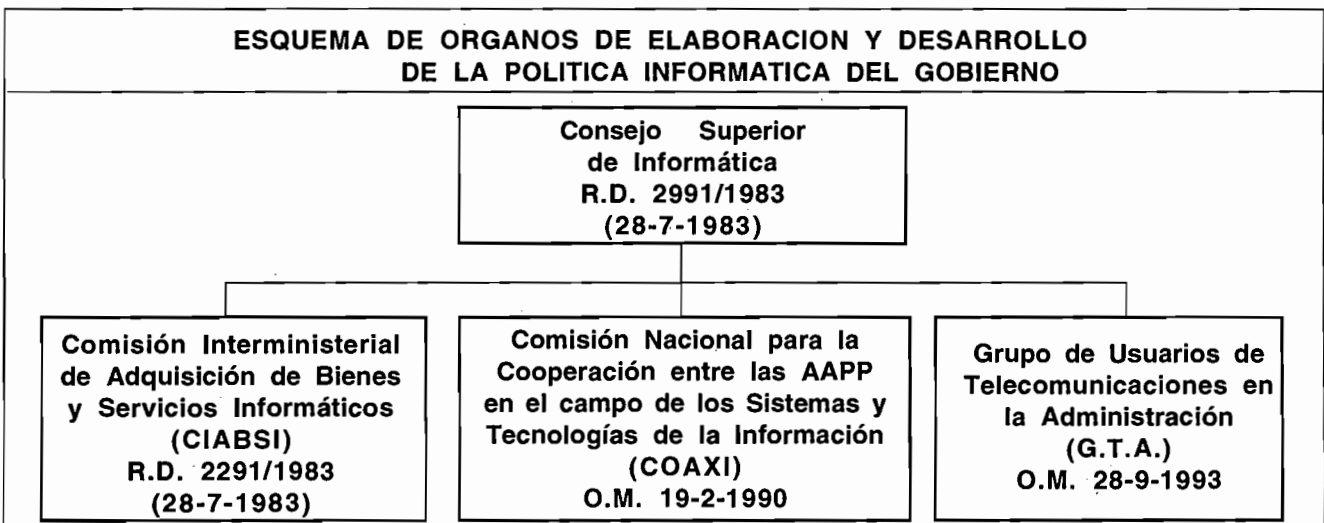 ESQUEMA DE ORGANOS DE ELABORACION Y DESARROLLO
DE LA POLITICA INFORMATICA DEL GOBIERNO
Consejo Superior
de Informática
R.D. 2991/1983
(28-7-1983)
Comisión Interministerial
de Adquisición de Bienes
y Servicios Informáticos
(CIABSI)
R.D. 2291/1983
(28-7-1983)
Comisión Nacional para la
Cooperación entre las AAPP
en el campo de los Sistemas y
Tecnologías de la Información
(COAXI)
O.M. 19-2-1990
Grupo de Usuarios de
Telecomunicaciones en
la Administración
(G.T.A.)
O.M. 28-9-1993